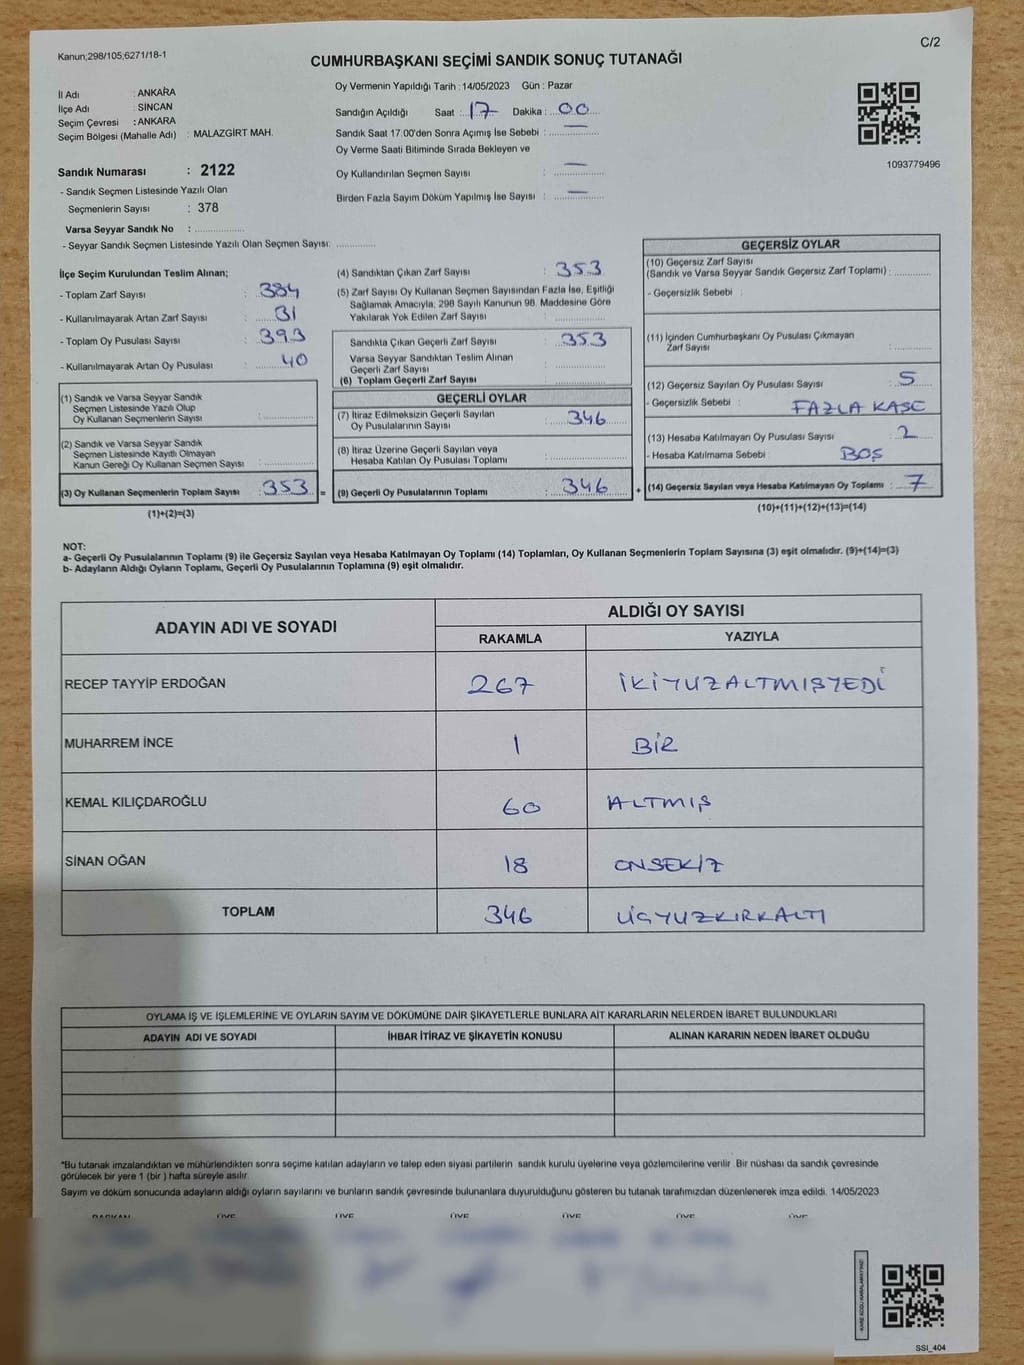 Kanun;298/105;6271/18-1
C/2
CUMHURBAŞKANI SEÇİMİ SANDIK SONUÇ TUTANAĞI
İl Adı : ANKARA
İlçe Adı : SİNCAN
Seçim Çevresi : ANKARA
Seçim Bölgesi (Mahalle Adı) : MALAZGİRT MAH.
Sandık Numarası : 2122
- Sandık Seçmen Listesinde Yazılı Olan
Seçmenlerin Sayısı : 378
Varsa Seyyar Sandık No :
- Seyyar Sandık Seçmen Listesinde Yazılı Olan Seçmen Sayısı:
Oy Vermenin Yapıldığı Tarih : 14/05/2023 Gün : Pazar
Sandığın Açıldığı Saat : 17 Dakika : 00
Sandık Saat 17:00'den Sonra Açımış İse Sebebi : —
Oy Verme Saati Bitiminde Sırada Bekleyen ve
Oy Kullandırılan Seçmen Sayısı : —
Birden Fazla Sayım Döküm Yapılmış İse Sayısı : —
1093779496
İlçe Seçim Kurulundan Teslim Alınan;
- Toplam Zarf Sayısı : 384
- Kullanılmayarak Artan Zarf Sayısı : 31
- Toplam Oy Pusulası Sayısı : 393
- Kullanılmayarak Artan Oy Pusulası : 40
(1) Sandık ve Varsa Seyyar Sandık
Seçmen Listesinde Yazılı Olup
Oy Kullanan Seçmenlerin Sayısı :
(2) Sandık ve Varsa Seyyar Sandık
Seçmen Listesinde Kayıtlı Olmayan
Kanun Gereği Oy Kullanan Seçmen Sayısı :
(3) Oy Kullanan Seçmenlerin Toplam Sayısı : 353 =
(1)+(2)=(3)
(4) Sandıktan Çıkan Zarf Sayısı : 353
(5) Zarf Sayısı Oy Kullanan Seçmen Sayısından Fazla İse, Eşitliği
Sağlamak Amacıyla; 298 Sayılı Kanunun 98. Maddesine Göre
Yakılarak Yok Edilen Zarf Sayısı :
Sandıkta Çıkan Geçerli Zarf Sayısı : 353
Varsa Seyyar Sandıktan Teslim Alınan
Geçerli Zarf Sayısı :
(6) Toplam Geçerli Zarf Sayısı :
GEÇERLİ OYLAR
(7) İtiraz Edilmeksizin Geçerli Sayılan
Oy Pusulalarının Sayısı : 346
(8) İtiraz Üzerine Geçerli Sayılan veya
Hesaba Katılan Oy Pusulası Toplamı :
(9) Geçerli Oy Pusulalarının Toplamı : 346 +
GEÇERSİZ OYLAR
(10) Geçersiz Zarf Sayısı
(Sandık ve Varsa Seyyar Sandık Geçersiz Zarf Toplamı) :
- Geçersizlik Sebebi :
(11) İçinden Cumhurbaşkanı Oy Pusulası Çıkmayan
Zarf Sayısı :
(12) Geçersiz Sayılan Oy Pusulası Sayısı : 5
- Geçersizlik Sebebi : FAZLA KAŞE
(13) Hesaba Katılmayan Oy Pusulası Sayısı : 2
- Hesaba Katılmama Sebebi : BOŞ
(14) Geçersiz Sayılan veya Hesaba Katılmayan Oy Toplamı : 7
(10)+(11)+(12)+(13)=(14)
NOT:
a- Geçerli Oy Pusulalarının Toplamı (9) ile Geçersiz Sayılan veya Hesaba Katılmayan Oy Toplamı (14) Toplamları, Oy Kullanan Seçmenlerin Toplam Sayısına (3) eşit olmalıdır. (9)+(14)=(3)
b- Adayların Aldığı Oyların Toplamı, Geçerli Oy Pusulalarının Toplamına (9) eşit olmalıdır.
ADAYIN ADI VE SOYADI
ALDIĞI OY SAYISI
RAKAMLA YAZIYLA
RECEP TAYYİP ERDOĞAN 267 İKİYUZALTMIŞYEDİ
MUHARREM İNCE 1 BİR
KEMAL KILIÇDAROĞLU 60 ALTMIŞ
SİNAN OĞAN 18 ONSEKİZ
TOPLAM 346 ÜÇYUZKIRKALTI
OYLAMA İŞ VE İŞLEMLERİNE VE OYLARIN SAYIM VE DÖKÜMÜNE DAİR ŞİKAYETLERLE BUNLARA AİT KARARLARIN NELERDEN İBARET BULUNDUKLARI
ADAYIN ADI VE SOYADI İHBAR İTİRAZ VE ŞİKAYETİN KONUSU ALINAN KARARIN NEDEN İBARET OLDUĞU
*Bu tutanak imzalandıktan ve mühürlendikten sonra seçime katılan adayların ve talep eden siyasi partilerin sandık kurulu üyelerine veya gözlemcilerine verilir. Bir nüshası da sandık çevresinde
görülecek bir yere 1 (bir ) hafta süreyle asılır.
Sayım ve döküm sonucunda adayların aldığı oyların sayılarını ve bunların sandık çevresinde bulunanlara duyurulduğunu gösteren bu tutanak tarafımızdan düzenlenerek imza edildi. 14/05/2023
BAŞKAN ÜYE ÜYE ÜYE ÜYE ÜYE ÜYE
KARE KODU KARALAMAYINIZ!
SSI_404